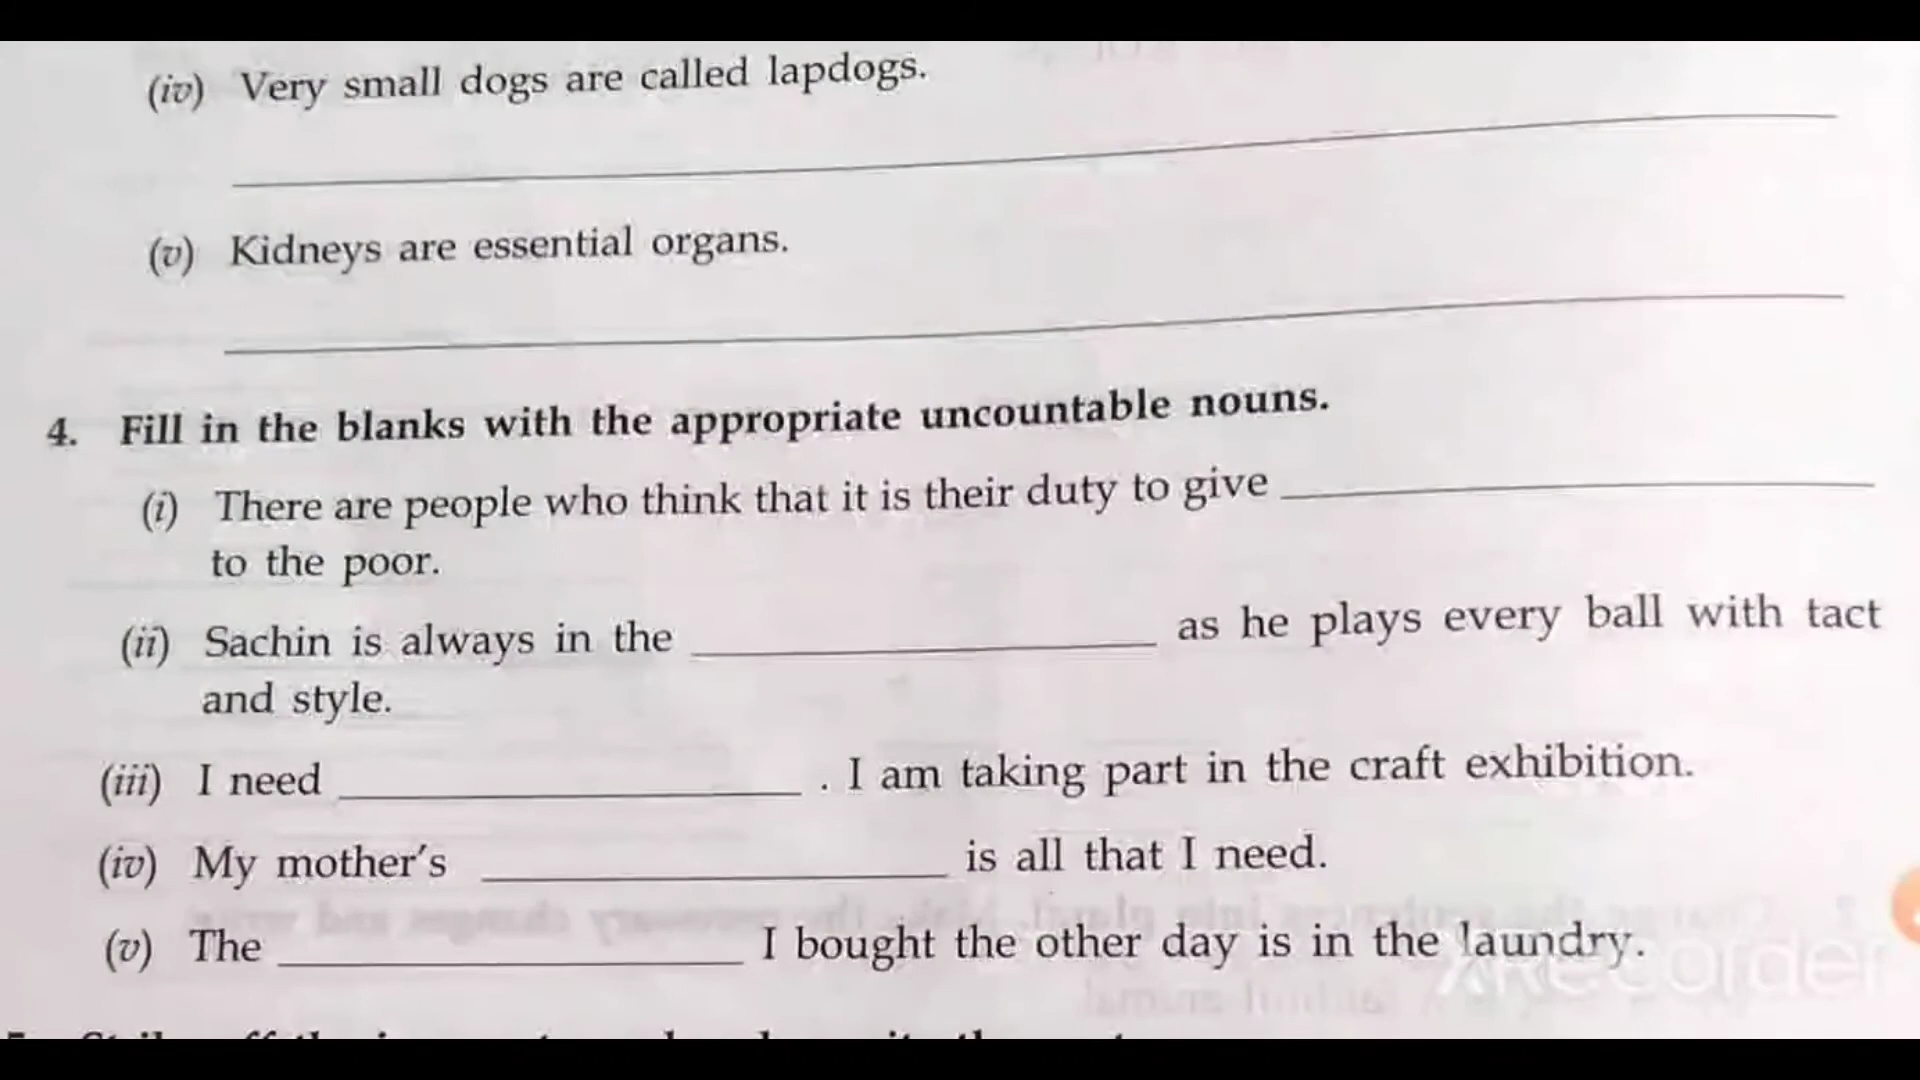 (iv) Very small dogs are called lapdogs.
(v) Kidneys are essential organs.
4. Fill in the blanks with the appropriate uncountable nouns.
(i) There are people who think that it is their duty to give
to the poor.
(ii) Sachin is always in the as he plays every ball with tact
and style.
(iii) I need . I am taking part in the craft exhibition.
(iv) My mother's is all that I need.
(v) The I bought the other day is in the laundry.
XRecorder